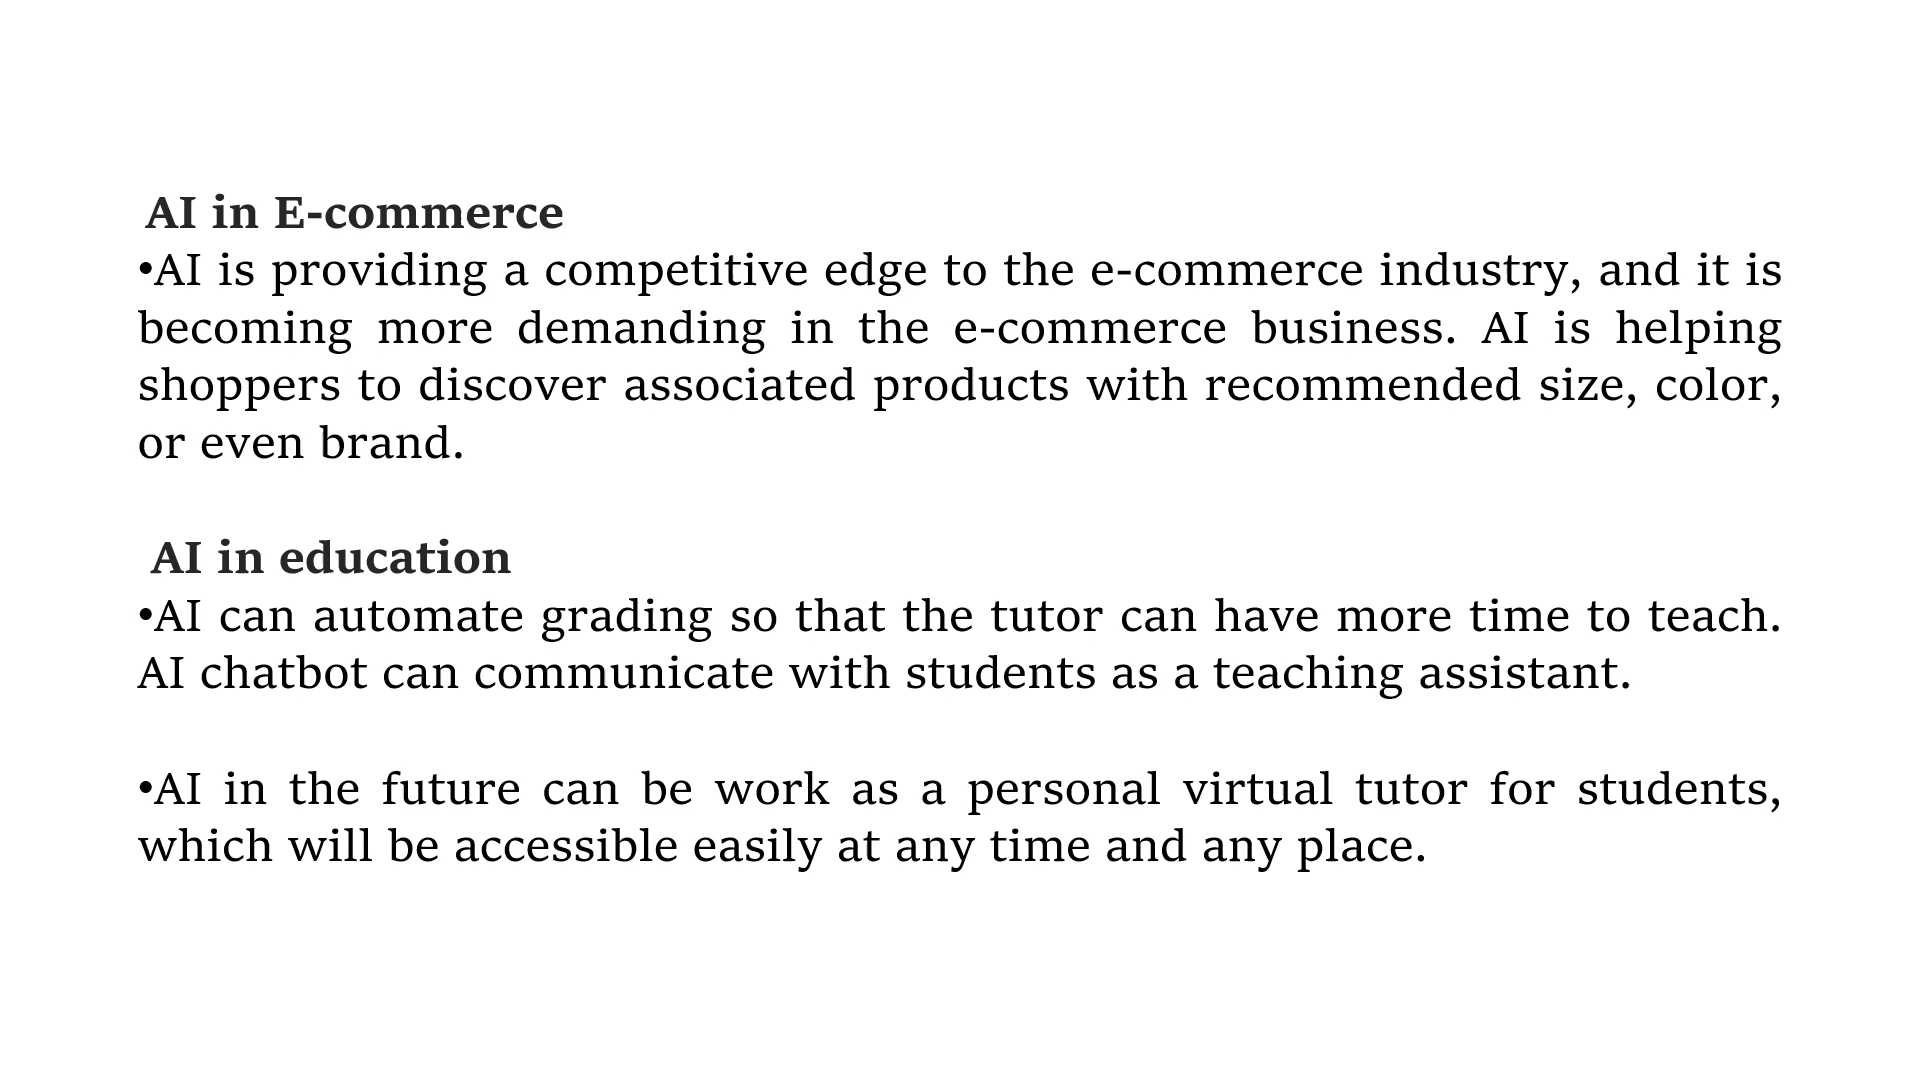 AI in E-commerce
•AI is providing a competitive edge to the e-commerce industry, and it is
becoming more demanding in the e-commerce business. AI is helping
shoppers to discover associated products with recommended size, color,
or even brand.
AI in education
•AI can automate grading so that the tutor can have more time to teach.
AI chatbot can communicate with students as a teaching assistant.
•AI in the future can be work as a personal virtual tutor for students,
which will be accessible easily at any time and any place.